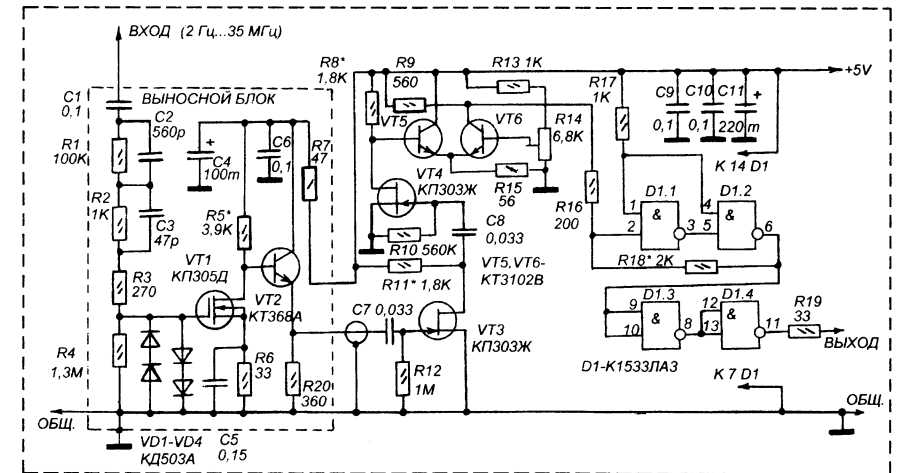 ВХОД (2 Гц...35 МГц)
R8*
1,8K
R9
560
R13 1K
R17
1K
C9
0,1
C10
0,1
C11
+
220m
+5V
C1
0,1
ВЫНОСНОЙ БЛОК
C2
560p
R1
100K
+
C4
100m
C6
0,1
R7
47
VT5
VT6
R14
6,8K
К 14 D1
R2
1K
C3
47p
R5*
3,9K
VT4
КП303Ж
R15
56
R16
200
D1.1
&
1
2
3
D1.2
&
4
5
6
C8
0,033
R10 560K
VT5,VT6-
КТ3102В
R18* 2K
R3
270
VT1
КП305Д
VT2
КТ368А
R11* 1,8K
D1.3
&
9
10
8
D1.4
&
12
13
11
R19
33
ВЫХОД
C7 0,033
VT3
КП303Ж
R4
1,3M
R6
33
R20
360
R12
1M
D1-К1533ЛА3
К 7 D1
ОБЩ.
ОБЩ.
VD1-VD4
КД503А
C5
0,15